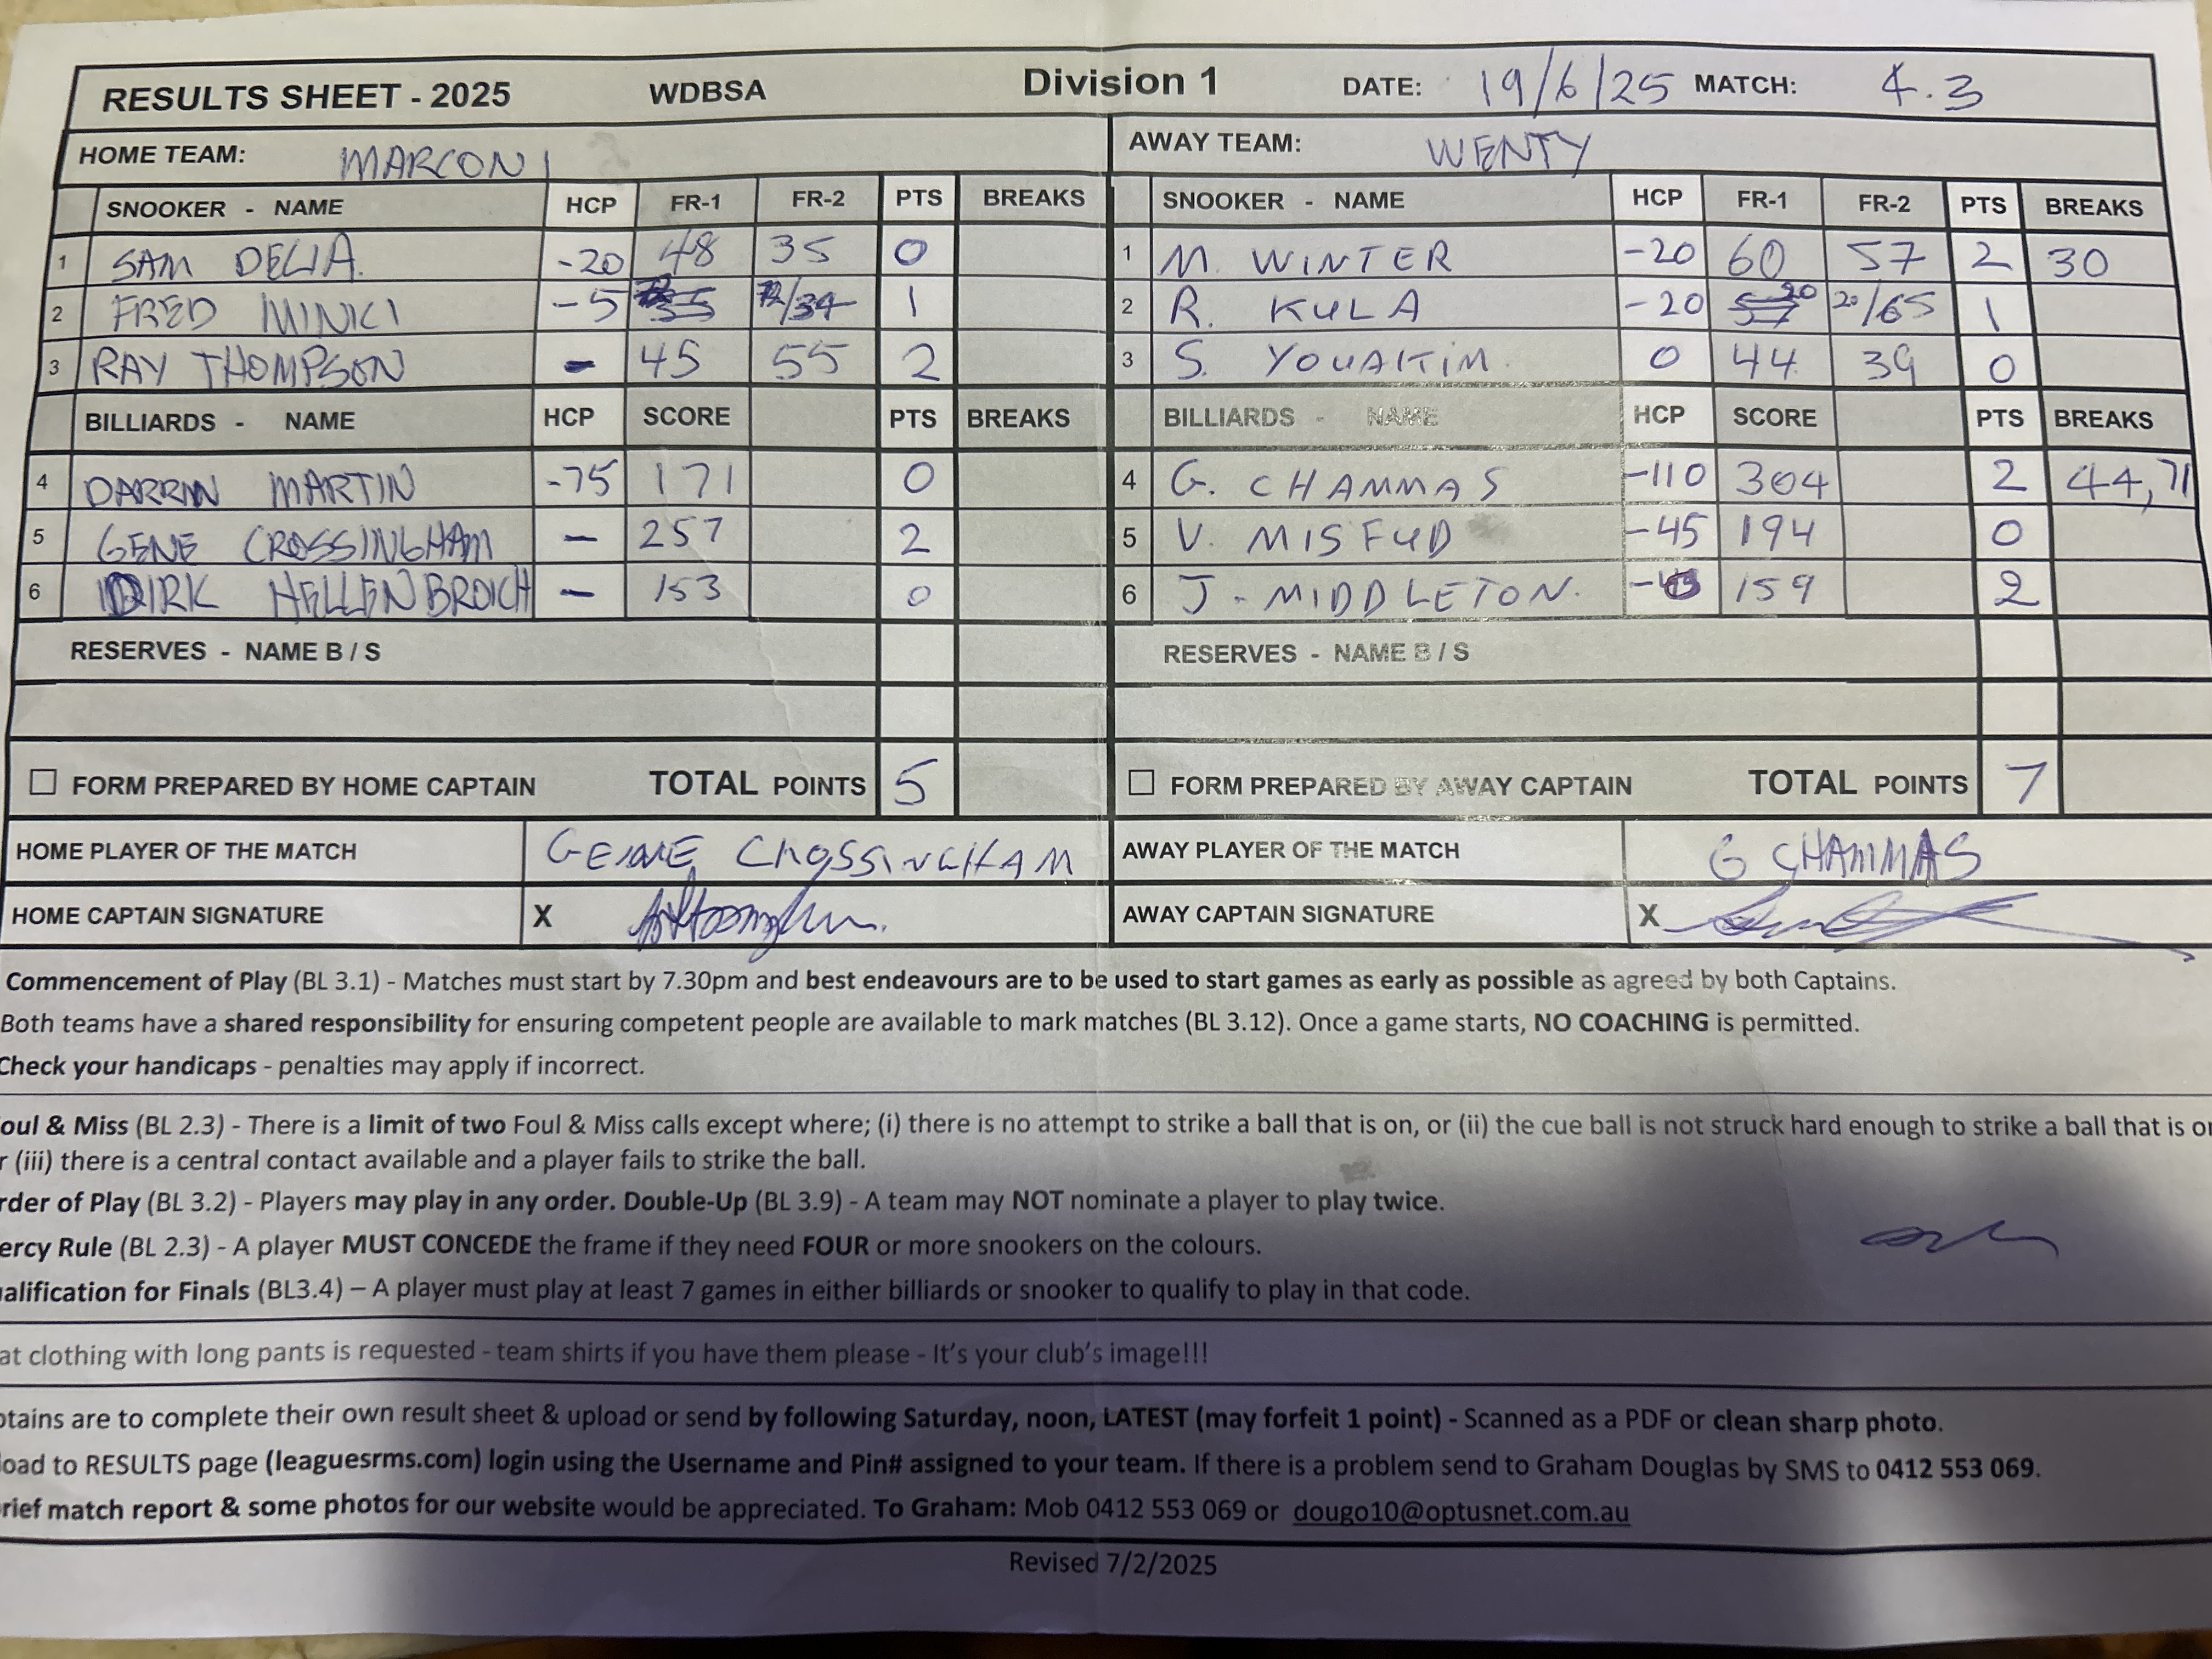 RESULTS SHEET - 2025 WDBSA Division 1 DATE: 19/6/25 MATCH: 4.3
HOME TEAM: MARCONI AWAY TEAM: WENTY
SNOOKER - NAME HCP FR-1 FR-2 PTS BREAKS 1 SNOOKER - NAME HCP FR-1 FR-2 PTS BREAKS
1 SAM DELIA. -20 48 35 0 1 M. WINTER -20 60 57 2 30
2 FRED MINICI -5 1 2 R. KULA -20 20 20/65 1
3 RAY THOMPSON - 45 55 2 3 S. YOUAKIM. 0 44 39 0
BILLIARDS - NAME HCP SCORE PTS BREAKS BILLIARDS - NAME HCP SCORE PTS BREAKS
4 DARRIN MARTIN -75 171 0 4 G. CHAMMAS -110 304 2 44, 71
5 GENE CROSSINGHAM - 257 2 5 V. MISFUD -45 194 0
6 DIRK HELLENBROICH - 153 0 6 J. MIDDLETON. 159 2
RESERVES - NAME B / S RESERVES - NAME B / S
FORM PREPARED BY HOME CAPTAIN TOTAL POINTS 5 FORM PREPARED BY AWAY CAPTAIN TOTAL POINTS 7
HOME PLAYER OF THE MATCH GENE CROSSINGHAM AWAY PLAYER OF THE MATCH G CHAMMAS
HOME CAPTAIN SIGNATURE X AWAY CAPTAIN SIGNATURE X
Commencement of Play (BL 3.1) - Matches must start by 7.30pm and best endeavours are to be used to start games as early as possible as agreed by both Captains.
Both teams have a shared responsibility for ensuring competent people are available to mark matches (BL 3.12). Once a game starts, NO COACHING is permitted.
Check your handicaps - penalties may apply if incorrect.
oul & Miss (BL 2.3) - There is a limit of two Foul & Miss calls except where; (i) there is no attempt to strike a ball that is on, or (ii) the cue ball is not struck hard enough to strike a ball that is on
r (iii) there is a central contact available and a player fails to strike the ball.
rder of Play (BL 3.2) - Players may play in any order. Double-Up (BL 3.9) - A team may NOT nominate a player to play twice.
ercy Rule (BL 2.3) - A player MUST CONCEDE the frame if they need FOUR or more snookers on the colours.
alification for Finals (BL3.4) – A player must play at least 7 games in either billiards or snooker to qualify to play in that code.
at clothing with long pants is requested - team shirts if you have them please - It's your club's image!!!
ptains are to complete their own result sheet & upload or send by following Saturday, noon, LATEST (may forfeit 1 point) - Scanned as a PDF or clean sharp photo.
load to RESULTS page (leaguesrms.com) login using the Username and Pin# assigned to your team. If there is a problem send to Graham Douglas by SMS to 0412 553 069.
rief match report & some photos for our website would be appreciated. To Graham: Mob 0412 553 069 or dougo10@optusnet.com.au
Revised 7/2/2025